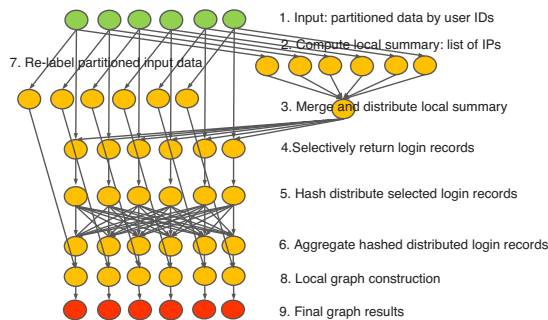 1. Input: partitioned data by user IDs
2. Compute local summary: list of IPs
7. Re-label partitioned input data
3. Merge and distribute local summary
4.Selectively return login records
5. Hash distribute selected login records
6. Aggregate hashed distributed login records
8. Local graph construction
9. Final graph results